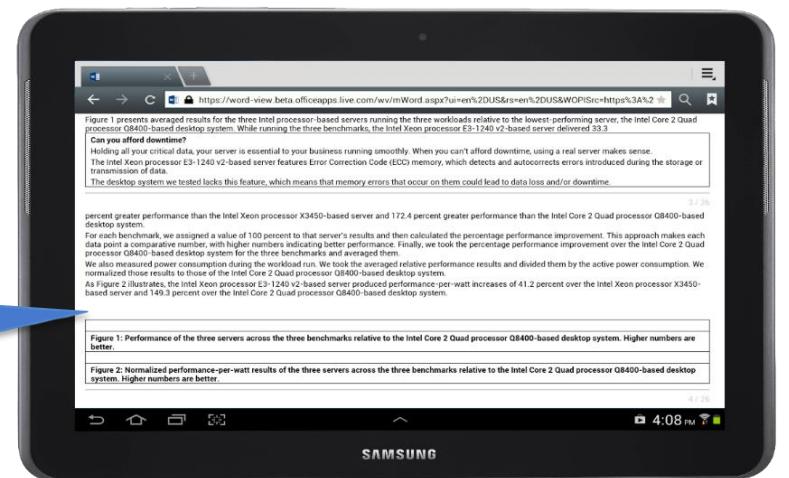 https://word-view.beta.officeapps.live.com/wv/mWord.aspx?ui=en%2DUS&rs=en%2DUS&WOPISrc=https%3A%2
Figure 1 presents averaged results for the three Intel processor-based servers running the three workloads relative to the lowest-performing server, the Intel Core 2 Quad
processor Q8400-based desktop system. While running the three benchmarks, the Intel Xeon processor E3-1240 v2-based server delivered 33.3
Can you afford downtime?
Holding all your critical data, your server is essential to your business running smoothly. When you can't afford downtime, using a real server makes sense.
The Intel Xeon processor E3-1240 v2-based server features Error Correction Code (ECC) memory, which detects and autocorrects errors introduced during the storage or
transmission of data.
The desktop system we tested lacks this feature, which means that memory errors that occur on them could lead to data loss and/or downtime.
3 / 26
percent greater performance than the Intel Xeon processor X3450-based server and 172.4 percent greater performance than the Intel Core 2 Quad processor Q8400-based
desktop system.
For each benchmark, we assigned a value of 100 percent to that server's results and then calculated the percentage performance improvement. This approach makes each
data point a comparative number, with higher numbers indicating better performance. Finally, we took the percentage performance improvement over the Intel Core 2 Quad
processor Q8400-based desktop system for the three benchmarks and averaged them.
We also measured power consumption during the workload run. We took the averaged relative performance results and divided them by the active power consumption. We
normalized those results to those of the Intel Core 2 Quad processor Q8400-based desktop system.
As Figure 2 illustrates, the Intel Xeon processor E3-1240 v2-based server produced performance-per-watt increases of 41.2 percent over the Intel Xeon processor X3450-
based server and 149.3 percent over the Intel Core 2 Quad processor Q8400-based desktop system.
Figure 1: Performance of the three servers across the three benchmarks relative to the Intel Core 2 Quad processor Q8400-based desktop system. Higher numbers are
better.
Figure 2: Normalized performance-per-watt results of the three servers across the three benchmarks relative to the Intel Core 2 Quad processor Q8400-based desktop
system. Higher numbers are better.
4 / 26
4:08 PM
SAMSUNG